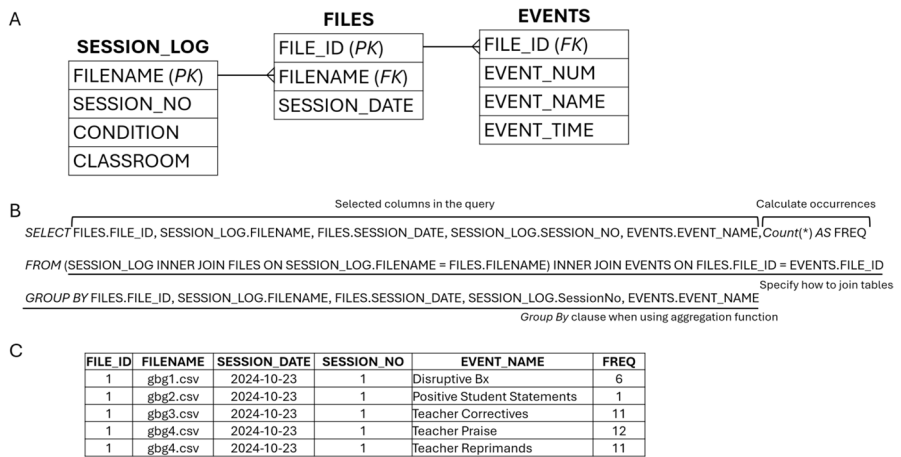 A
SESSION_LOG
FILENAME (PK)
SESSION_NO
CONDITION
CLASSROOM
FILES
FILE_ID (PK)
FILENAME (FK)
SESSION_DATE
EVENTS
FILE_ID (FK)
EVENT_NUM
EVENT_NAME
EVENT_TIME
B
Selected columns in the query
Calculate occurrences
SELECT FILES.FILE_ID, SESSION_LOG.FILENAME, FILES.SESSION_DATE, SESSION_LOG.SESSION_NO, EVENTS.EVENT_NAME, Count(*) AS FREQ
FROM (SESSION_LOG INNER JOIN FILES ON SESSION_LOG.FILENAME = FILES.FILENAME) INNER JOIN EVENTS ON FILES.FILE_ID = EVENTS.FILE_ID
Specify how to join tables
GROUP BY FILES.FILE_ID, SESSION_LOG.FILENAME, FILES.SESSION_DATE, SESSION_LOG.SessionNo, EVENTS.EVENT_NAME
Group By clause when using aggregation function
C
FILE_ID FILENAME SESSION_DATE SESSION_NO EVENT_NAME FREQ
1 gbg1.csv 2024-10-23 1 Disruptive Bx 6
1 gbg2.csv 2024-10-23 1 Positive Student Statements 1
1 gbg3.csv 2024-10-23 1 Teacher Correctives 11
1 gbg4.csv 2024-10-23 1 Teacher Praise 12
1 gbg4.csv 2024-10-23 1 Teacher Reprimands 11